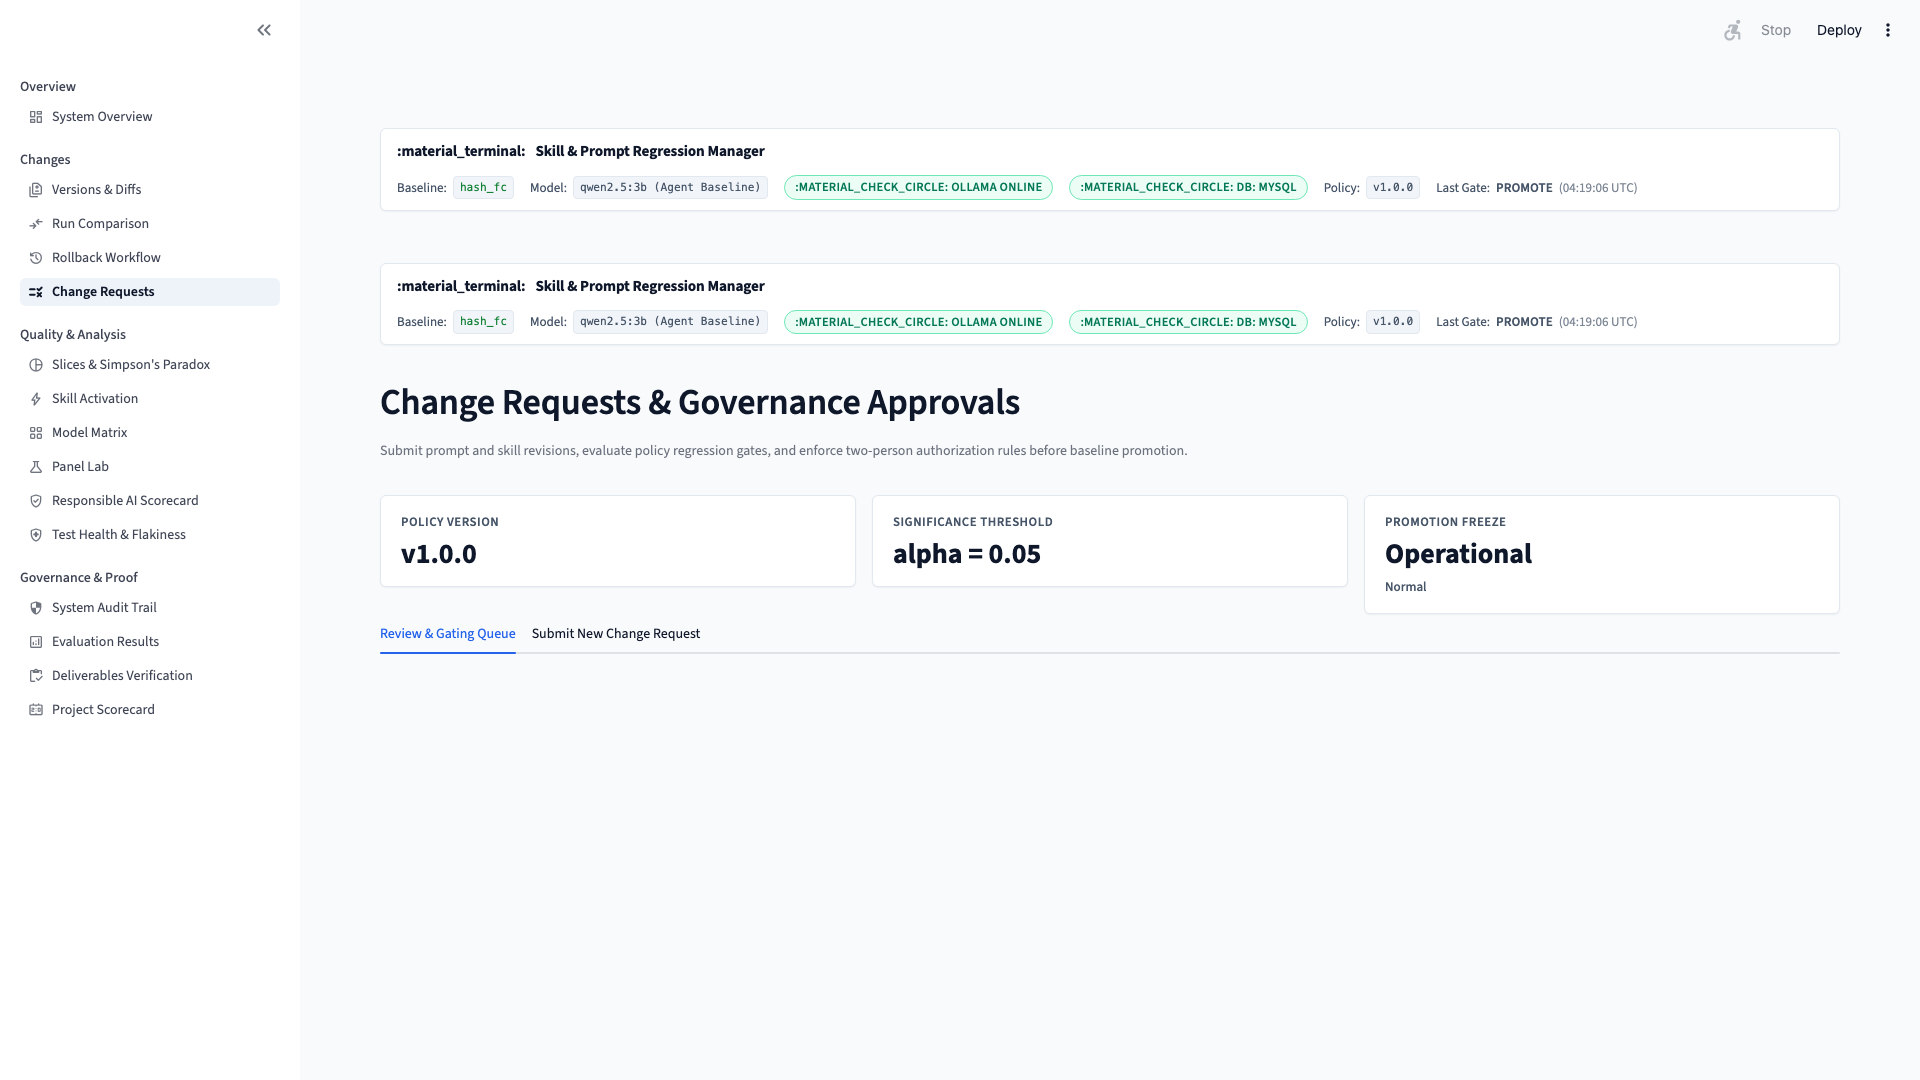 Stop
Deploy
Overview
System Overview
Changes
Versions & Diffs
Run Comparison
Rollback Workflow
Change Requests
Quality & Analysis
Slices & Simpson's Paradox
Skill Activation
Model Matrix
Panel Lab
Responsible AI Scorecard
Test Health & Flakiness
Governance & Proof
System Audit Trail
Evaluation Results
Deliverables Verification
Project Scorecard
:material_terminal: Skill & Prompt Regression Manager
Baseline: hash_fc Model: qwen2.5:3b (Agent Baseline) :MATERIAL_CHECK_CIRCLE: OLLAMA ONLINE :MATERIAL_CHECK_CIRCLE: DB: MYSQL Policy: v1.0.0 Last Gate: PROMOTE (04:19:06 UTC)
:material_terminal: Skill & Prompt Regression Manager
Baseline: hash_fc Model: qwen2.5:3b (Agent Baseline) :MATERIAL_CHECK_CIRCLE: OLLAMA ONLINE :MATERIAL_CHECK_CIRCLE: DB: MYSQL Policy: v1.0.0 Last Gate: PROMOTE (04:19:06 UTC)
Change Requests & Governance Approvals
Submit prompt and skill revisions, evaluate policy regression gates, and enforce two-person authorization rules before baseline promotion.
POLICY VERSION
v1.0.0
SIGNIFICANCE THRESHOLD
alpha = 0.05
PROMOTION FREEZE
Operational
Normal
Review & Gating Queue
Submit New Change Request